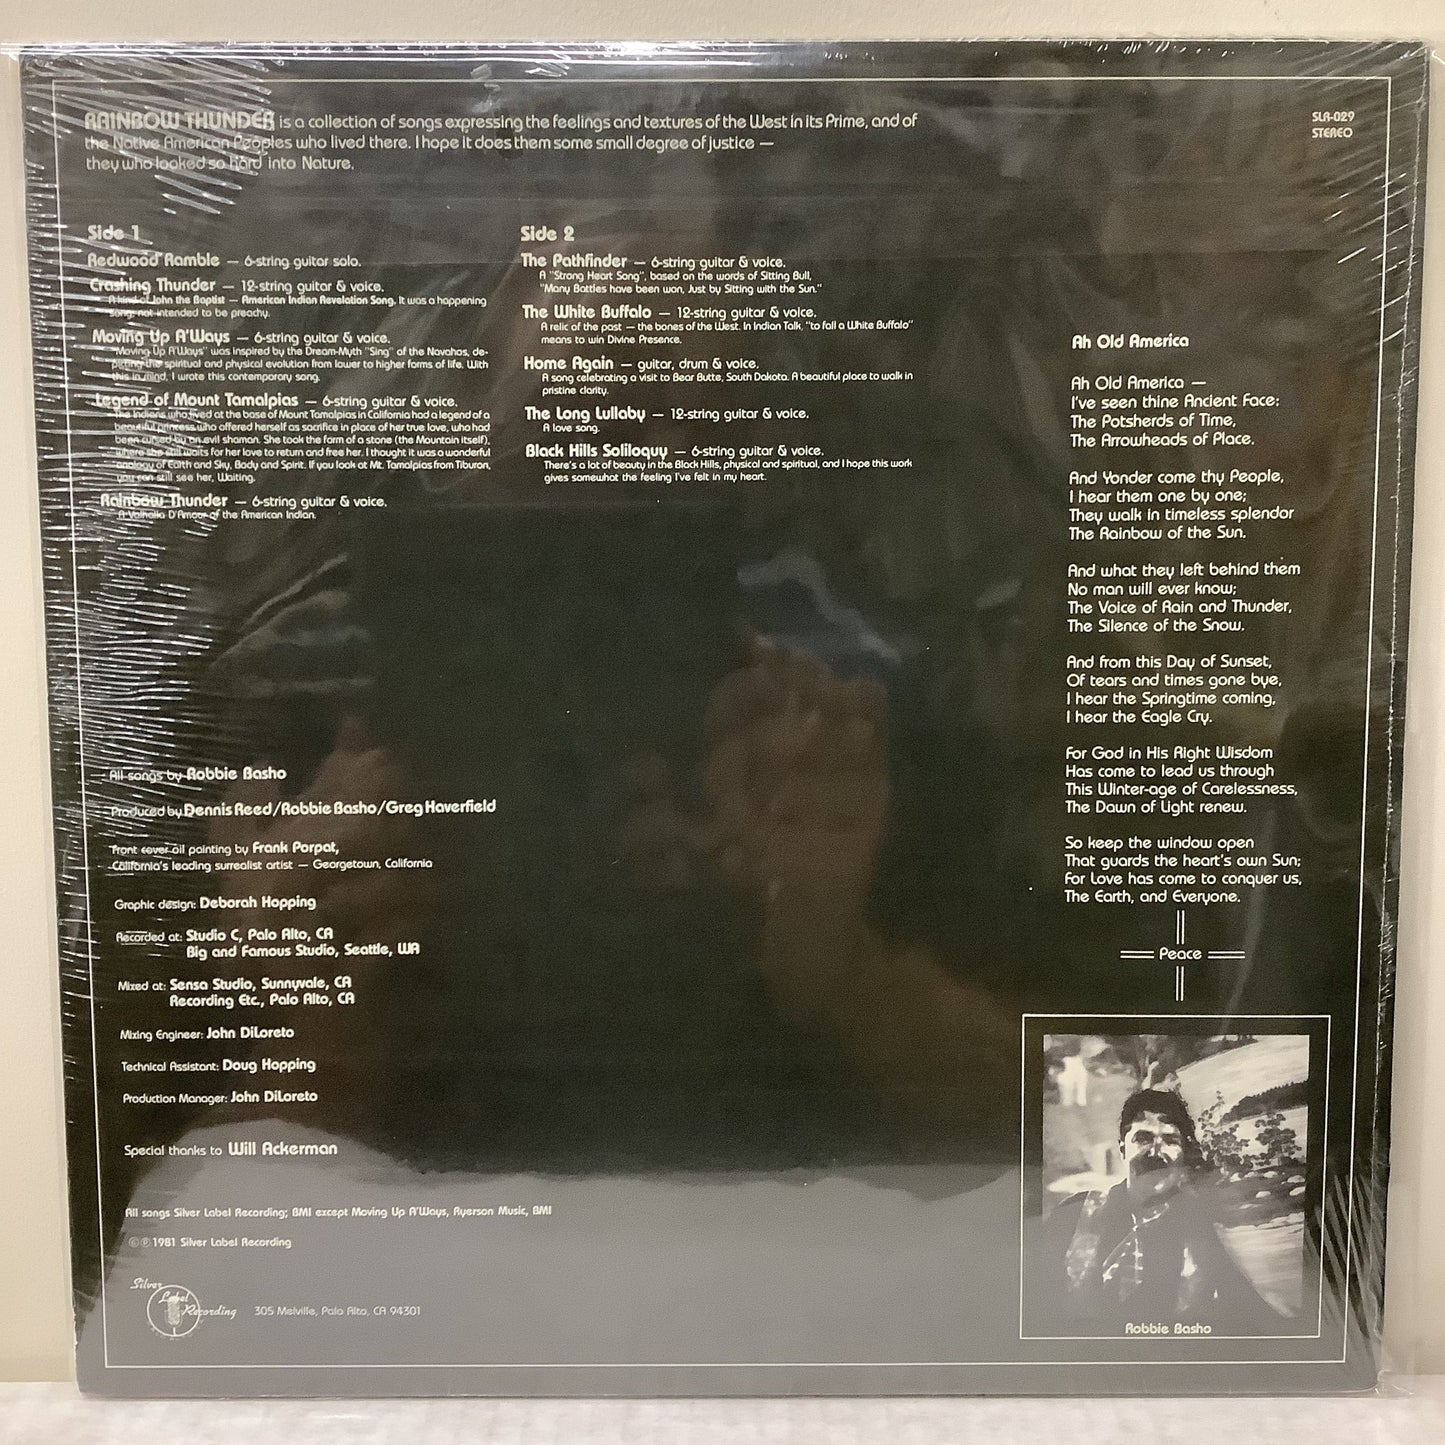 RAINBOW THUNDER is a collection of songs expressing the feelings and textures of the West in its Prime, and of
the Native American Peoples who lived there. I hope it does them some small degree of justice —
they who looked so hard into Nature.
SLR-029
STEREO
Side 1
Redwood Ramble — 6-string guitar solo.
Crashing Thunder — 12-string guitar & voice.
A kind of John the Baptist — American Indian Revelation Song. It was a happening
song; not intended to be preachy.
Moving Up A'Ways — 6-string guitar & voice.
"Moving Up A'Ways" was inspired by the Dream-Myth "Sing" of the Navahos, de-
picting the spiritual and physical evolution from lower to higher forms of life. With
this in mind, I wrote this contemporary song.
Legend of Mount Tamalpias — 6-string guitar & voice.
The Indians who lived at the base of Mount Tamalpias in California had a legend of a
beautiful princess who offered herself as sacrifice in place of her true love, who had
been cursed by an evil shaman. She took the form of a stone (the Mountain itself),
where she still waits for her love to return and free her. I thought it was a wonderful
analogy of Earth and Sky, Body and Spirit. If you look at Mt. Tamalpias from Tiburon,
you can still see her, Waiting.
Rainbow Thunder — 6-string guitar & voice.
A Valhalla D'Amour of the American Indian.
Side 2
The Pathfinder — 6-string guitar & voice.
A "Strong Heart Song", based on the words of Sitting Bull,
"Many Battles have been won, Just by Sitting with the Sun."
The White Buffalo — 12-string guitar & voice.
A relic of the past — the bones of the West. In Indian Talk, "to fall a White Buffalo"
means to win Divine Presence.
Home Again — guitar, drum & voice.
A song celebrating a visit to Bear Butte, South Dakota. A beautiful place to walk in
pristine clarity.
The Long Lullaby — 12-string guitar & voice.
A love song.
Black Hills Soliloquy — 6-string guitar & voice.
There's a lot of beauty in the Black Hills, physical and spiritual, and I hope this work
gives somewhat the feeling I've felt in my heart.
All songs by Robbie Basho
Produced by Dennis Reed/Robbie Basho/Greg Haverfield
Front cover oil painting by Frank Porpat,
California's leading surrealist artist — Georgetown, California
Graphic design: Deborah Hopping
Recorded at: Studio C, Palo Alto, CA
Big and Famous Studio, Seattle, WA
Mixed at: Sensa Studio, Sunnyvale, CA
Recording Etc., Palo Alto, CA
Mixing Engineer: John DiLoreto
Technical Assistant: Doug Hopping
Production Manager: John DiLoreto
Special thanks to Will Ackerman
All songs Silver Label Recording; BMI except Moving Up A'Ways, Ryerson Music, BMI
©℗1981 Silver Label Recording
Silver
Label
Recording
305 Melville, Palo Alto, CA 94301
Ah Old America
Ah Old America —
I've seen thine Ancient Face:
The Potsherds of Time,
The Arrowheads of Place.
And Yonder come thy People,
I hear them one by one;
They walk in timeless splendor
The Rainbow of the Sun.
And what they left behind them
No man will ever know;
The Voice of Rain and Thunder,
The Silence of the Snow.
And from this Day of Sunset,
Of tears and times gone bye,
I hear the Springtime coming,
I hear the Eagle Cry.
For God in His Right Wisdom
Has come to lead us through
This Winter-age of Carelessness,
The Dawn of Light renew.
So keep the window open
That guards the heart's own Sun;
For Love has come to conquer us,
The Earth, and Everyone.
Peace
Robbie Basho